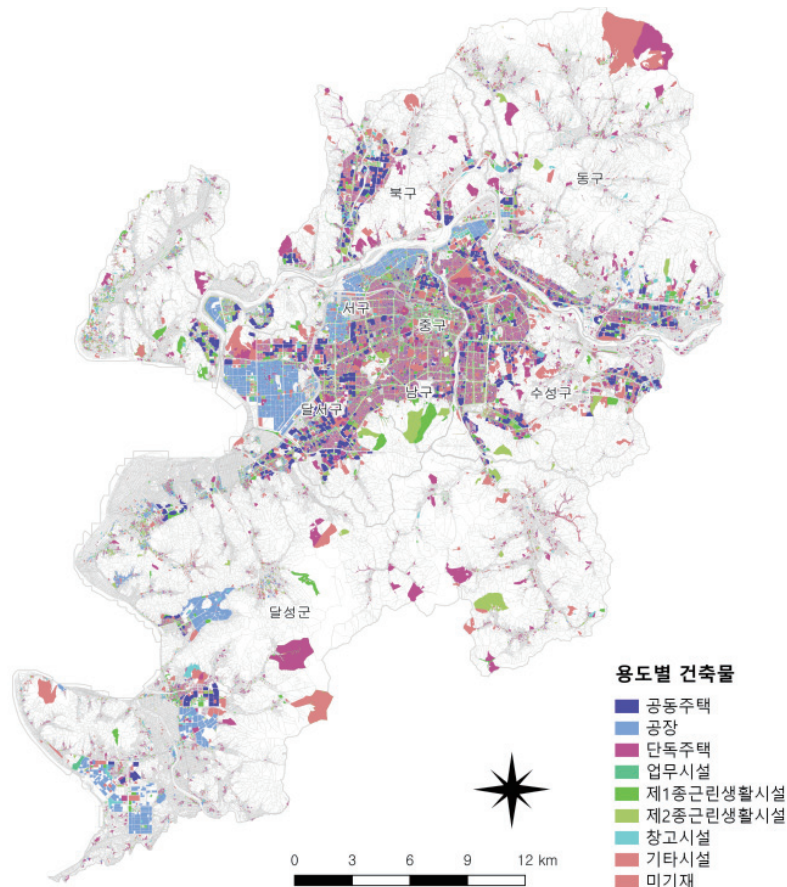 북구
동구
서구
중구
남구
수성구
달서구
달성군
용도별 건축물
공동주택
공장
단독주택
업무시설
제1종근린생활시설
제2종근린생활시설
창고시설
기타시설
미기재
0 3 6 9 12 km